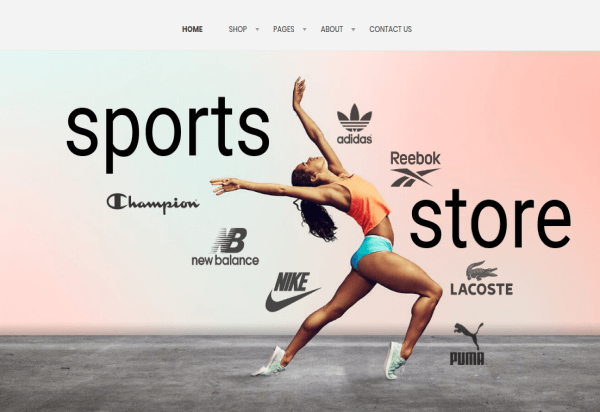 HOME SHOP PAGES ABOUT CONTACT US
sports
adidas
Reebok
Champion
store
new balance
NIKE
LACOSTE
PUMA